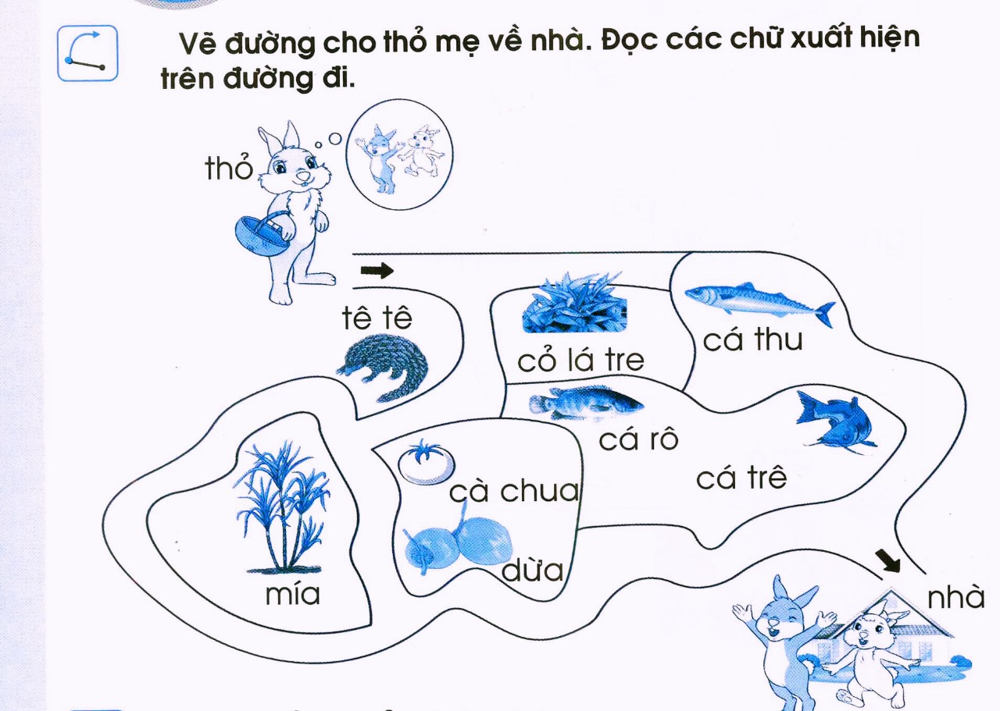 Vẽ đường cho thỏ mẹ về nhà. Đọc các chữ xuất hiện
trên đường đi.
thỏ
tê tê
cá thu
cỏ lá tre
cá rô
cá trê
cà chua
dừa
mía
nhà